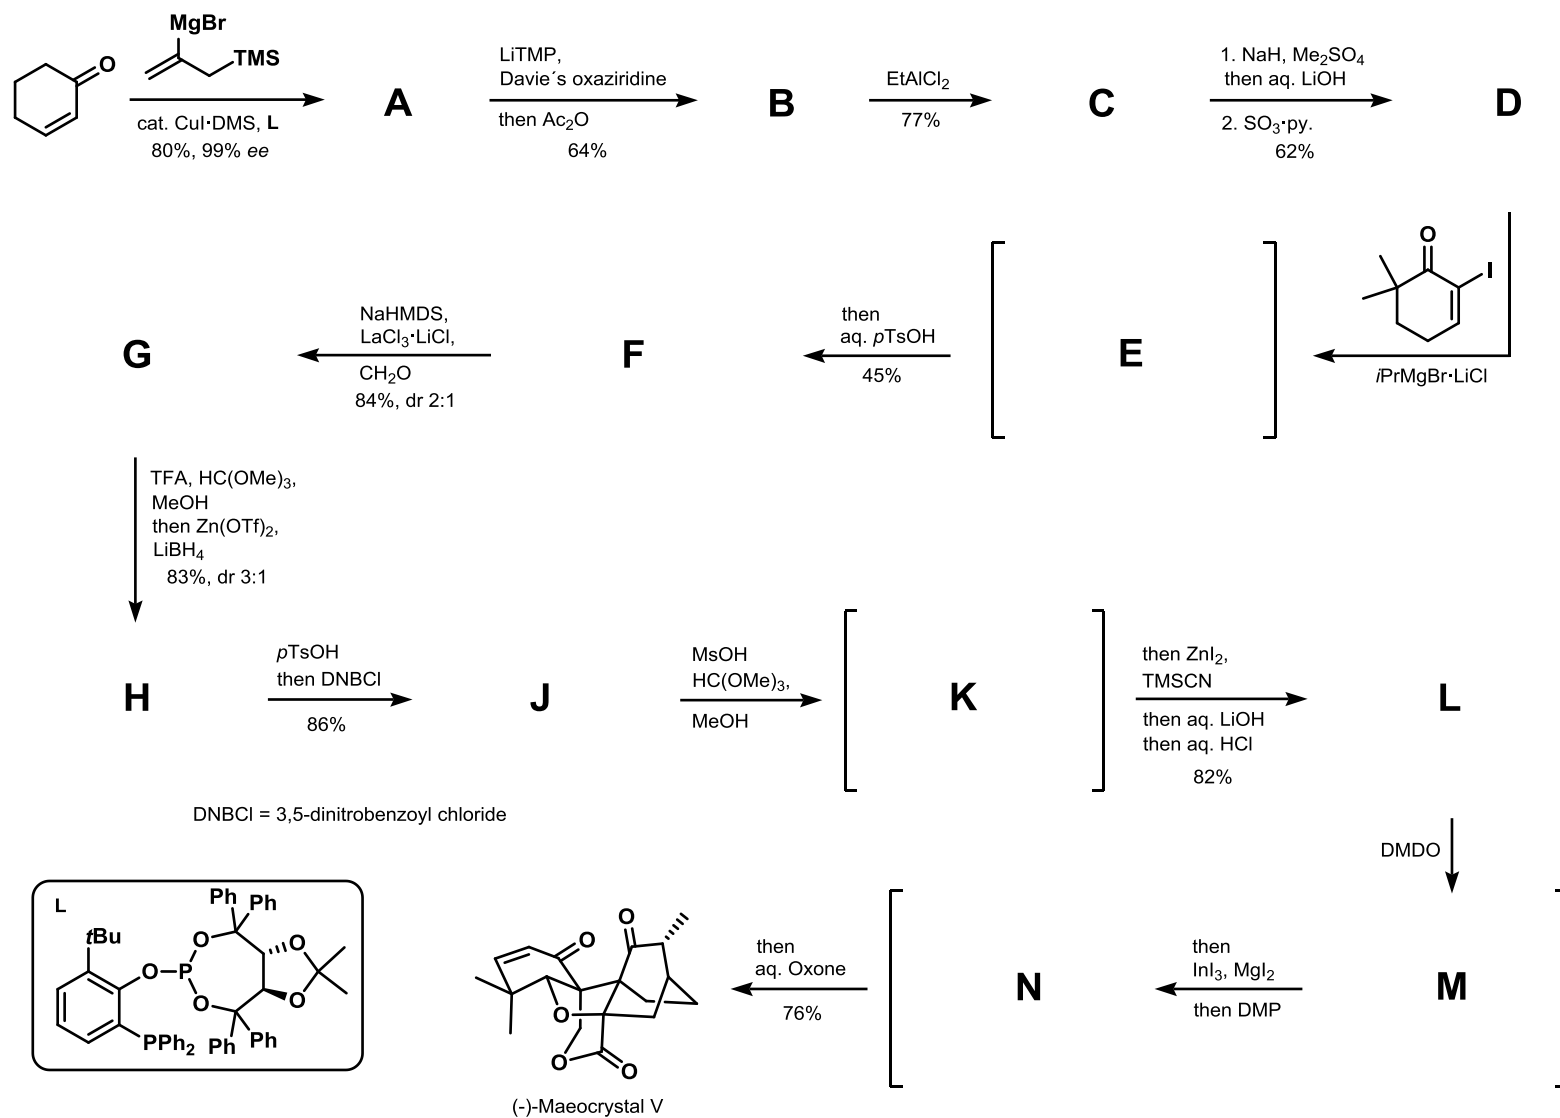 MgBr
O
TMS
cat. CuI·DMS, L
80%, 99% ee
A
LiTMP,
Davie´s oxaziridine
then Ac2O
64%
B
EtAlCl2
77%
C
1. NaH, Me2SO4
then aq. LiOH
2. SO3·py.
62%
D
O
I
iPrMgBr·LiCl
E
then
aq. pTsOH
45%
F
NaHMDS,
LaCl3·LiCl,
CH2O
84%, dr 2:1
G
TFA, HC(OMe)3,
MeOH
then Zn(OTf)2,
LiBH4
83%, dr 3:1
H
pTsOH
then DNBCl
86%
J
MsOH
HC(OMe)3,
MeOH
K
then ZnI2,
TMSCN
then aq. LiOH
then aq. HCl
82%
L
DNBCl = 3,5-dinitrobenzoyl chloride
DMDO
M
then
InI3, MgI2
then DMP
N
then
aq. Oxone
76%
O
O
O
O
O
(-)-Maeocrystal V
L
tBu
Ph
Ph
O
O
O
P
O
O
PPh2
Ph
Ph